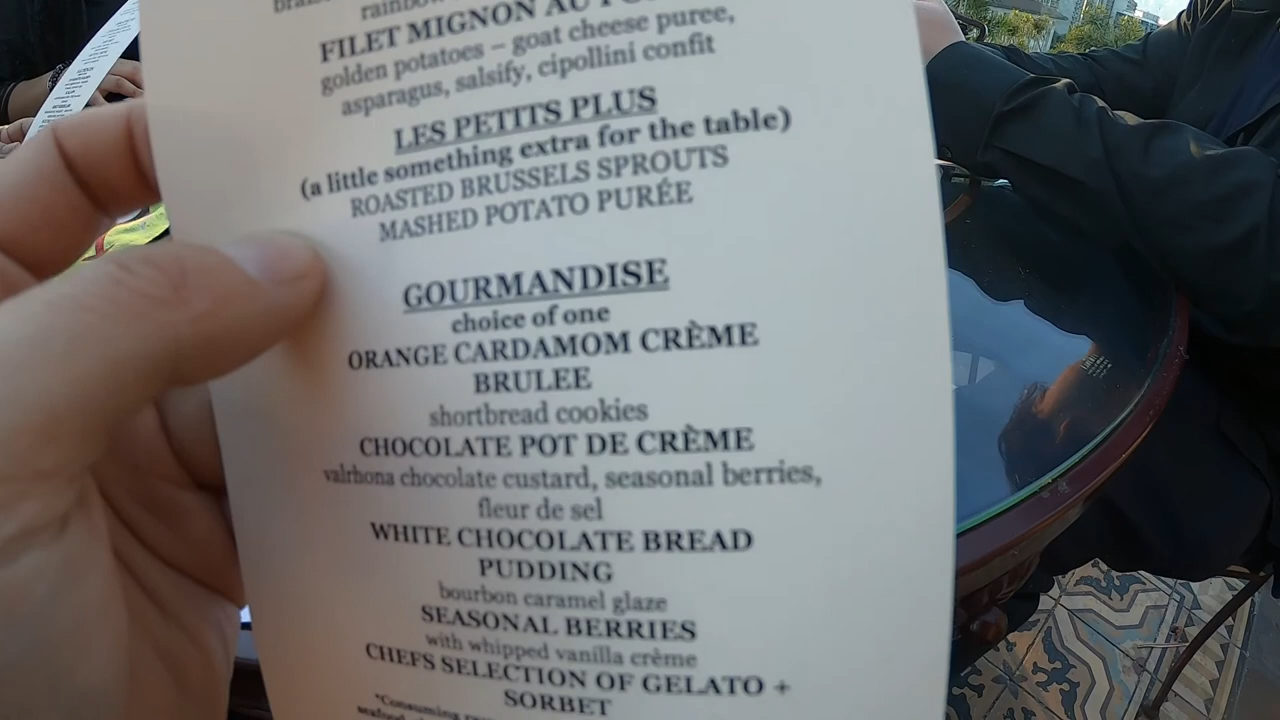 rainbow
FILET MIGNON AU
golden potatoes – goat cheese puree,
asparagus, salsify, cipollini confit
LES PETITS PLUS
(a little something extra for the table)
ROASTED BRUSSELS SPROUTS
MASHED POTATO PURÉE
GOURMANDISE
choice of one
ORANGE CARDAMOM CRÈME
BRULEE
shortbread cookies
CHOCOLATE POT DE CRÈME
valrhona chocolate custard, seasonal berries,
fleur de sel
WHITE CHOCOLATE BREAD
PUDDING
bourbon caramel glaze
SEASONAL BERRIES
with whipped vanilla crème
CHEFS SELECTION OF GELATO +
SORBET
*Consuming